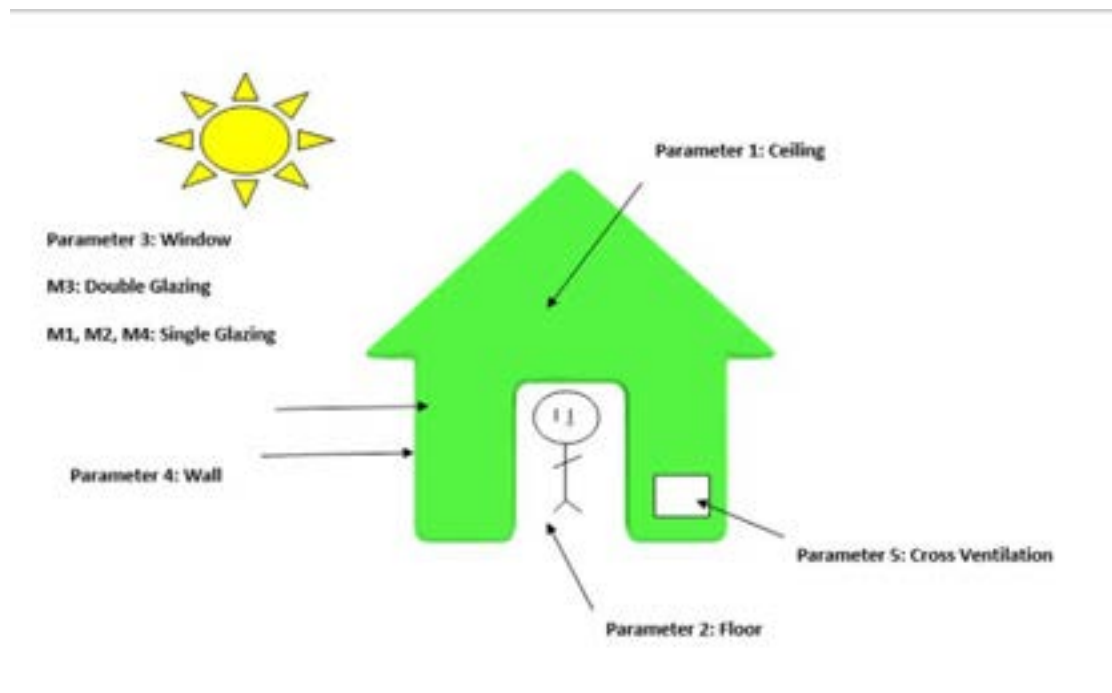 Parameter 1: Ceiling
Parameter 3: Window
M3: Double Glazing
M1, M2, M4: Single Glazing
Parameter 4: Wall
Parameter 5: Cross Ventilation
Parameter 2: Floor